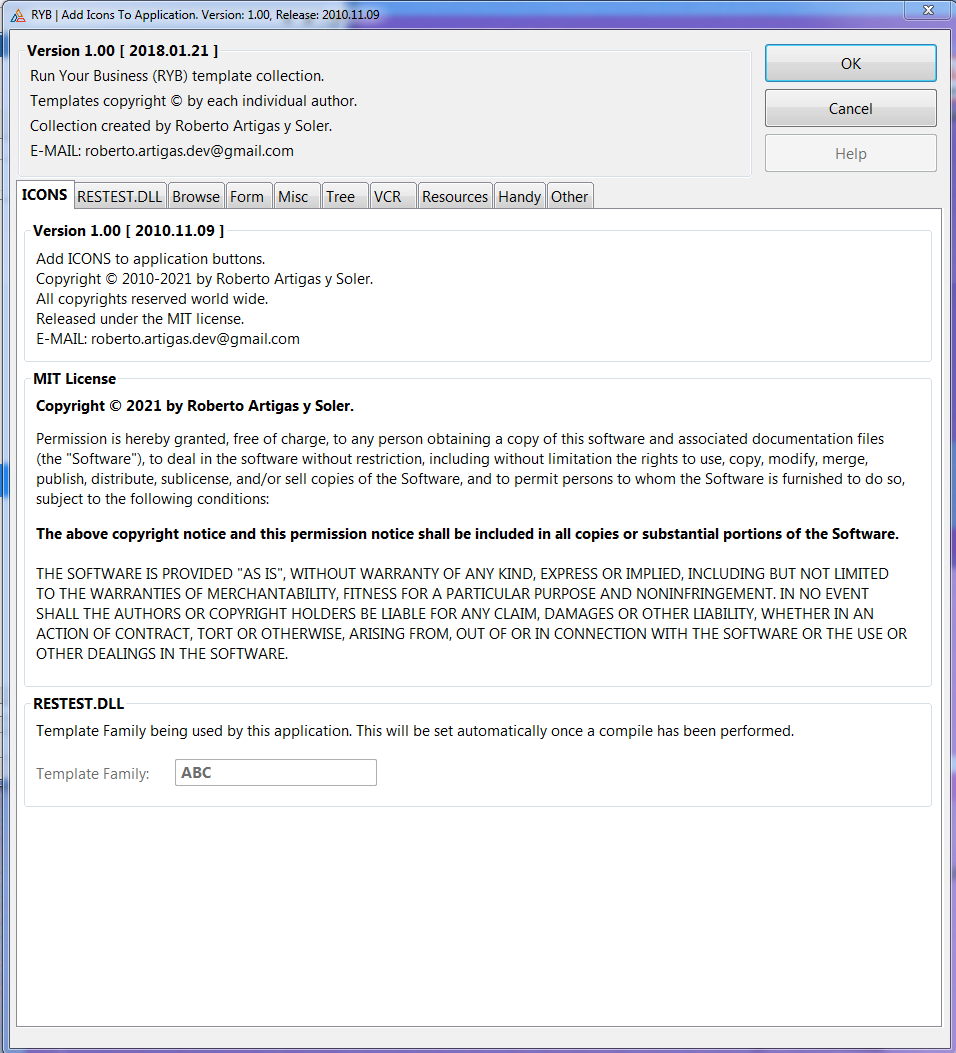 RYB | Add Icons To Application. Version: 1.00, Release: 2010.11.09
Version 1.00 [ 2018.01.21 ]
Run Your Business (RYB) template collection.
Templates copyright © by each individual author.
Collection created by Roberto Artigas y Soler.
E-MAIL: roberto.artigas.dev@gmail.com
OK
Cancel
Help
ICONS RESTEST.DLL Browse Form Misc Tree VCR Resources Handy Other
Version 1.00 [ 2010.11.09 ]
Add ICONS to application buttons.
Copyright © 2010-2021 by Roberto Artigas y Soler.
All copyrights reserved world wide.
Released under the MIT license.
E-MAIL: roberto.artigas.dev@gmail.com
MIT License
Copyright © 2021 by Roberto Artigas y Soler.
Permission is hereby granted, free of charge, to any person obtaining a copy of this software and associated documentation files
(the "Software"), to deal in the software without restriction, including without limitation the rights to use, copy, modify, merge,
publish, distribute, sublicense, and/or sell copies of the Software, and to permit persons to whom the Software is furnished to do so,
subject to the following conditions:
The above copyright notice and this permission notice shall be included in all copies or substantial portions of the Software.
THE SOFTWARE IS PROVIDED "AS IS", WITHOUT WARRANTY OF ANY KIND, EXPRESS OR IMPLIED, INCLUDING BUT NOT LIMITED
TO THE WARRANTIES OF MERCHANTABILITY, FITNESS FOR A PARTICULAR PURPOSE AND NONINFRINGEMENT. IN NO EVENT
SHALL THE AUTHORS OR COPYRIGHT HOLDERS BE LIABLE FOR ANY CLAIM, DAMAGES OR OTHER LIABILITY, WHETHER IN AN
ACTION OF CONTRACT, TORT OR OTHERWISE, ARISING FROM, OUT OF OR IN CONNECTION WITH THE SOFTWARE OR THE USE OR
OTHER DEALINGS IN THE SOFTWARE.
RESTEST.DLL
Template Family being used by this application. This will be set automatically once a compile has been performed.
Template Family: ABC